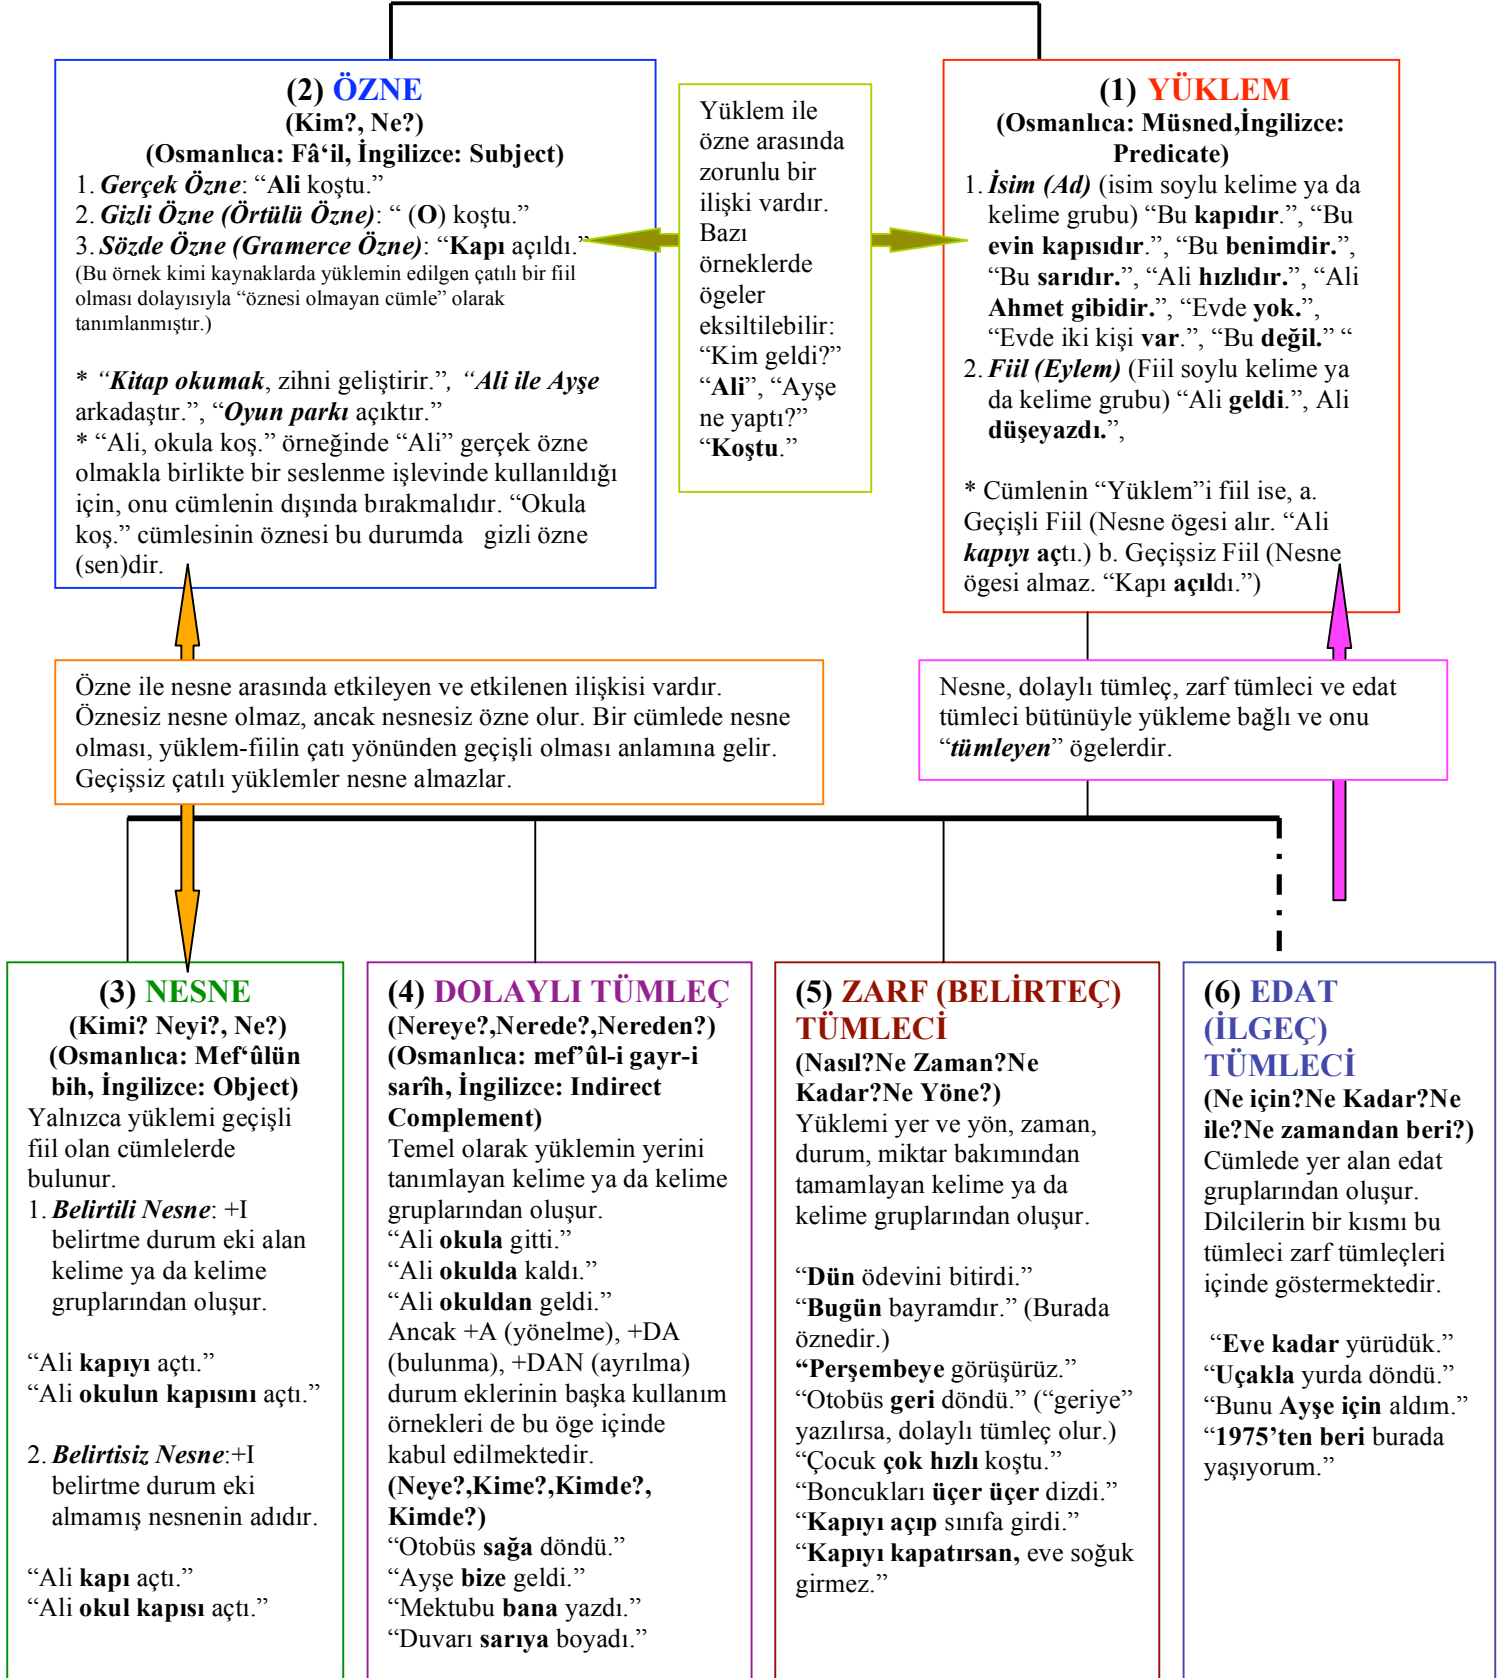 (2) ÖZNE
(Kim?, Ne?)
(Osmanlıca: Fâ‘il, İngilizce: Subject)
1. Gerçek Özne: “Ali koştu.”
2. Gizli Özne (Örtülü Özne): “ (O) koştu.”
3. Sözde Özne (Gramerce Özne): “Kapı açıldı.”
(Bu örnek kimi kaynaklarda yüklemin edilgen çatılı bir fiil
olması dolayısıyla “öznesi olmayan cümle” olarak
tanımlanmıştır.)
* “Kitap okumak, zihni geliştirir.”, “Ali ile Ayşe
arkadaştır.”, “Oyun parkı açıktır.”
* “Ali, okula koş.” örneğinde “Ali” gerçek özne
olmakla birlikte bir seslenme işlevinde kullanıldığı
için, onu cümlenin dışında bırakmalıdır. “Okula
koş.” cümlesinin öznesi bu durumda gizli özne
(sen)dir.
Yüklem ile
özne arasında
zorunlu bir
ilişki vardır.
Bazı
örneklerde
ögeler
eksiltilebilir:
“Kim geldi?”
“Ali”, “Ayşe
ne yaptı?”
“Koştu.”
(1) YÜKLEM
(Osmanlıca: Müsned,İngilizce:
Predicate)
1. İsim (Ad) (isim soylu kelime ya da
kelime grubu) “Bu kapıdır.”, “Bu
evin kapısıdır.”, “Bu benimdir.”,
“Bu sarıdır.”, “Ali hızlıdır.”, “Ali
Ahmet gibidir.”, “Evde yok.”,
“Evde iki kişi var.”, “Bu değil.” “
2. Fiil (Eylem) (Fiil soylu kelime ya
da kelime grubu) “Ali geldi.”, Ali
düşeyazdı.”,
* Cümlenin “Yüklem”i fiil ise, a.
Geçişli Fiil (Nesne ögesi alır. “Ali
kapıyı açtı.) b. Geçişsiz Fiil (Nesne
ögesi almaz. “Kapı açıldı.”)
Özne ile nesne arasında etkileyen ve etkilenen ilişkisi vardır.
Öznesiz nesne olmaz, ancak nesnesiz özne olur. Bir cümlede nesne
olması, yüklem-fiilin çatı yönünden geçişli olması anlamına gelir.
Geçişsiz çatılı yüklemler nesne almazlar.
Nesne, dolaylı tümleç, zarf tümleci ve edat
tümleci bütünüyle yükleme bağlı ve onu
“tümleyen” ögelerdir.
(3) NESNE
(Kimi? Neyi?, Ne?)
(Osmanlıca: Mef‘ûlün
bih, İngilizce: Object)
Yalnızca yüklemi geçişli
fiil olan cümlelerde
bulunur.
1. Belirtili Nesne: +I
belirtme durum eki alan
kelime ya da kelime
gruplarından oluşur.
“Ali kapıyı açtı.”
“Ali okulun kapısını açtı.”
2. Belirtisiz Nesne:+I
belirtme durum eki
almamış nesnenin adıdır.
“Ali kapı açtı.”
“Ali okul kapısı açtı.”
(4) DOLAYLI TÜMLEÇ
(Nereye?,Nerede?,Nereden?)
(Osmanlıca: mef’ûl-i gayr-i
sarîh, İngilizce: Indirect
Complement)
Temel olarak yüklemin yerini
tanımlayan kelime ya da kelime
gruplarından oluşur.
“Ali okula gitti.”
“Ali okulda kaldı.”
“Ali okuldan geldi.”
Ancak +A (yönelme), +DA
(bulunma), +DAN (ayrılma)
durum eklerinin başka kullanım
örnekleri de bu öge içinde
kabul edilmektedir.
(Neye?,Kime?,Kimde?,
Kimde?)
“Otobüs sağa döndü.”
“Ayşe bize geldi.”
“Mektubu bana yazdı.”
“Duvarı sarıya boyadı.”
(5) ZARF (BELİRTEÇ)
TÜMLECİ
(Nasıl?Ne Zaman?Ne
Kadar?Ne Yöne?)
Yüklemi yer ve yön, zaman,
durum, miktar bakımından
tamamlayan kelime ya da
kelime gruplarından oluşur.
“Dün ödevini bitirdi.”
“Bugün bayramdır.” (Burada
öznedir.)
“Perşembeye görüşürüz.”
“Otobüs geri döndü.” (“geriye”
yazılırsa, dolaylı tümleç olur.)
“Çocuk çok hızlı koştu.”
“Boncukları üçer üçer dizdi.”
“Kapıyı açıp sınıfa girdi.”
“Kapıyı kapatırsan, eve soğuk
girmez.”
(6) EDAT
(İLGEÇ)
TÜMLECİ
(Ne için?Ne Kadar?Ne
ile?Ne zamandan beri?)
Cümlede yer alan edat
gruplarından oluşur.
Dilcilerin bir kısmı bu
tümleci zarf tümleçleri
içinde göstermektedir.
“Eve kadar yürüdük.”
“Uçakla yurda döndü.”
“Bunu Ayşe için aldım.”
“1975’ten beri burada
yaşıyorum.”